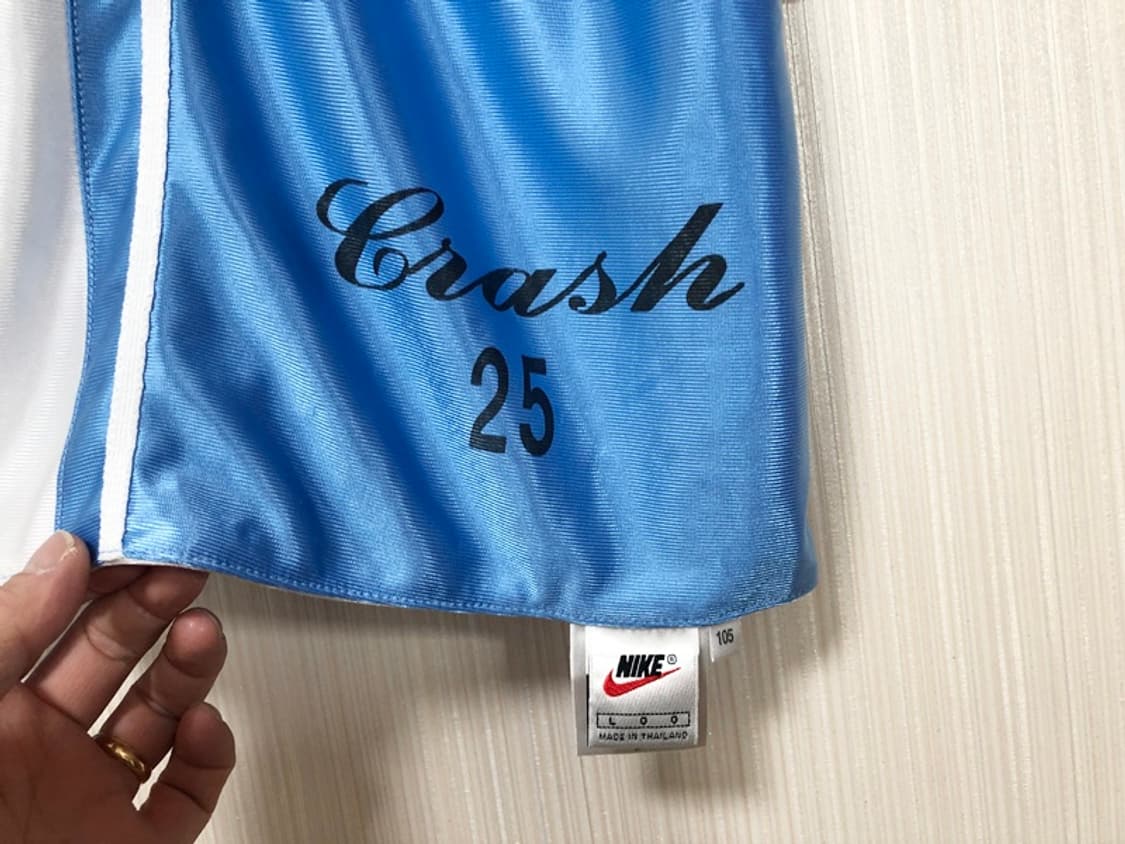 Crash
25
105
NIKE®
L O O
MADE IN THAILAND